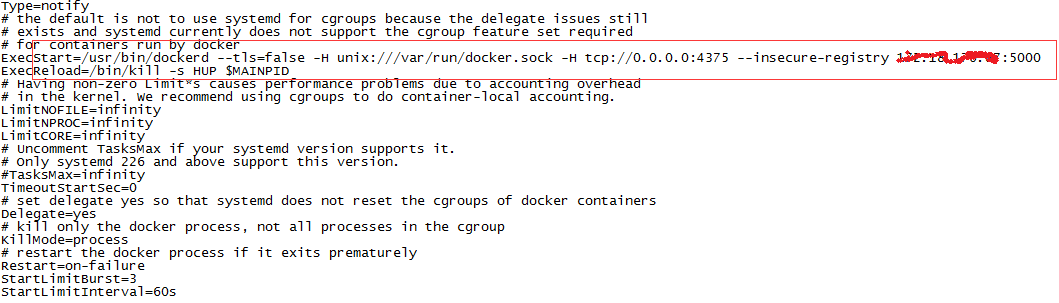 Type=notify
# the default is not to use systemd for cgroups because the delegate issues still
# exists and systemd currently does not support the cgroup feature set required
# for containers run by docker
ExecStart=/usr/bin/dockerd --tls=false -H unix:///var/run/docker.sock -H tcp://0.0.0.0:4375 --insecure-registry :5000
ExecReload=/bin/kill -s HUP $MAINPID
# Having non-zero Limit*s causes performance problems due to accounting overhead
# in the kernel. We recommend using cgroups to do container-local accounting.
LimitNOFILE=infinity
LimitNPROC=infinity
LimitCORE=infinity
# Uncomment TasksMax if your systemd version supports it.
# Only systemd 226 and above support this version.
#TasksMax=infinity
TimeoutStartSec=0
# set delegate yes so that systemd does not reset the cgroups of docker containers
Delegate=yes
# kill only the docker process, not all processes in the cgroup
KillMode=process
# restart the docker process if it exits prematurely
Restart=on-failure
StartLimitBurst=3
StartLimitInterval=60s